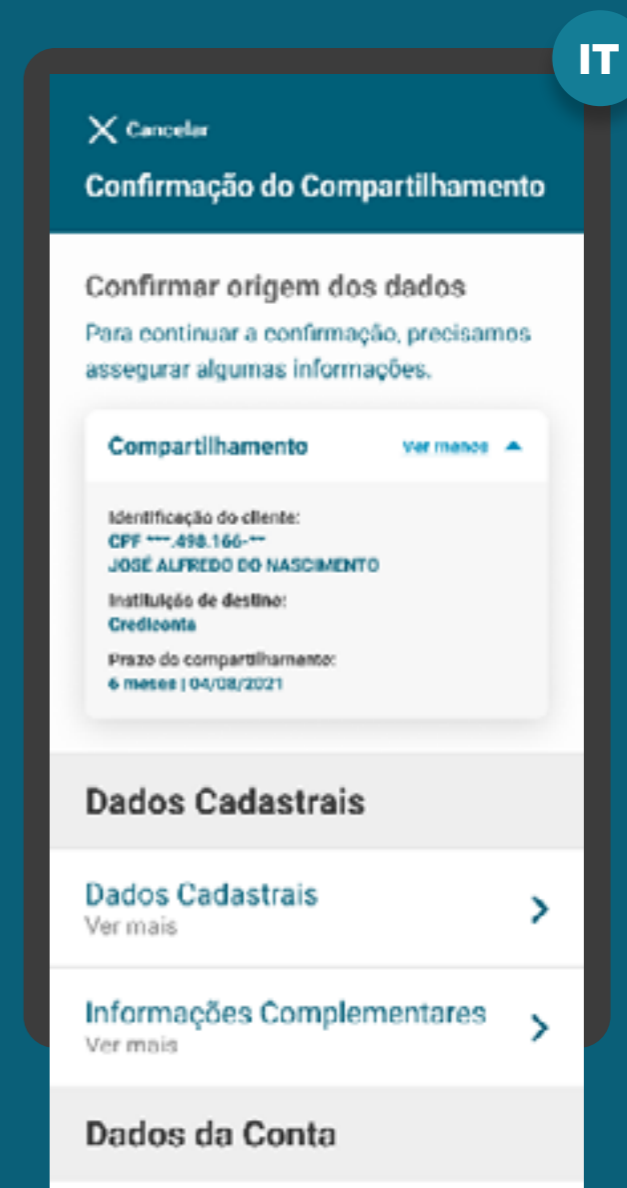 IT
Cancelar
Confirmação do Compartilhamento
Confirmar origem dos dados
Para continuar a confirmação, precisamos
assegurar algumas informações.
Compartilhamento
Ver menos
Identificação do cliente:
CPF ***.498.166-**
JOSÉ ALFREDO DO NASCIMENTO
Instituição de destino:
Crediconta
Prazo do compartilhamento:
6 meses | 04/08/2021
Dados Cadastrais
Dados Cadastrais
Ver mais
Informações Complementares
Ver mais
Dados da Conta